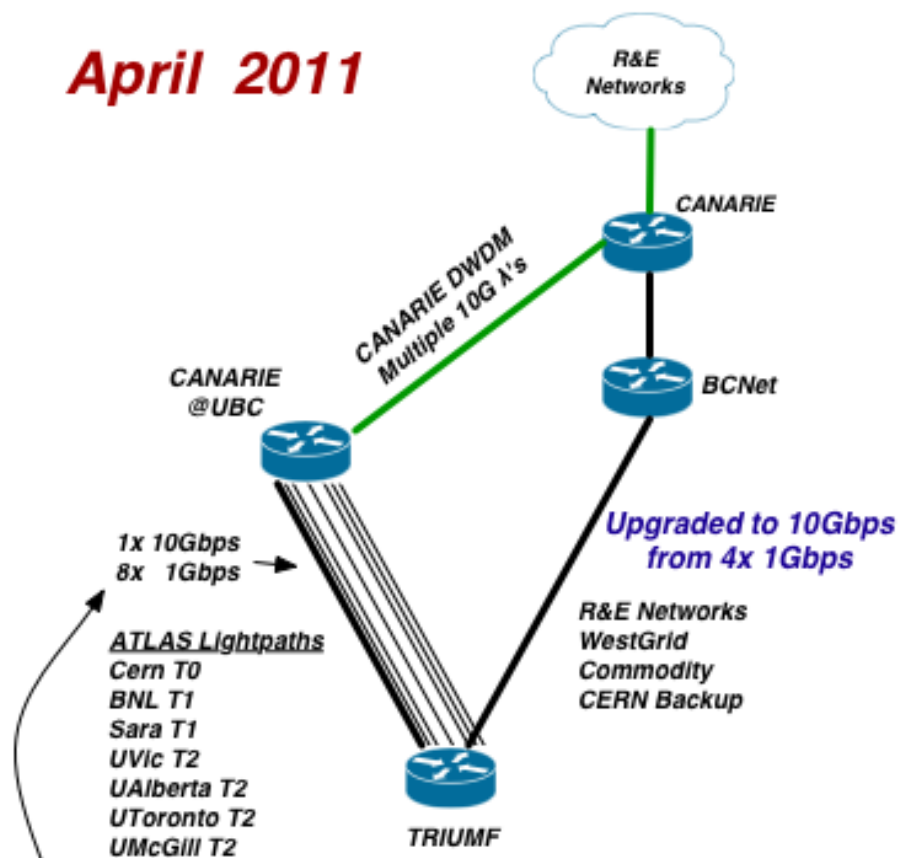 April 2011
R&E
Networks
CANARIE
CANARIE DWDM
Multiple 10G λ's
CANARIE
@UBC
BCNet
Upgraded to 10Gbps
from 4x 1Gbps
1x 10Gbps
8x 1Gbps
R&E Networks
WestGrid
Commodity
CERN Backup
ATLAS Lightpaths
Cern T0
BNL T1
Sara T1
UVic T2
UAlberta T2
UToronto T2
UMcGill T2
TRIUMF